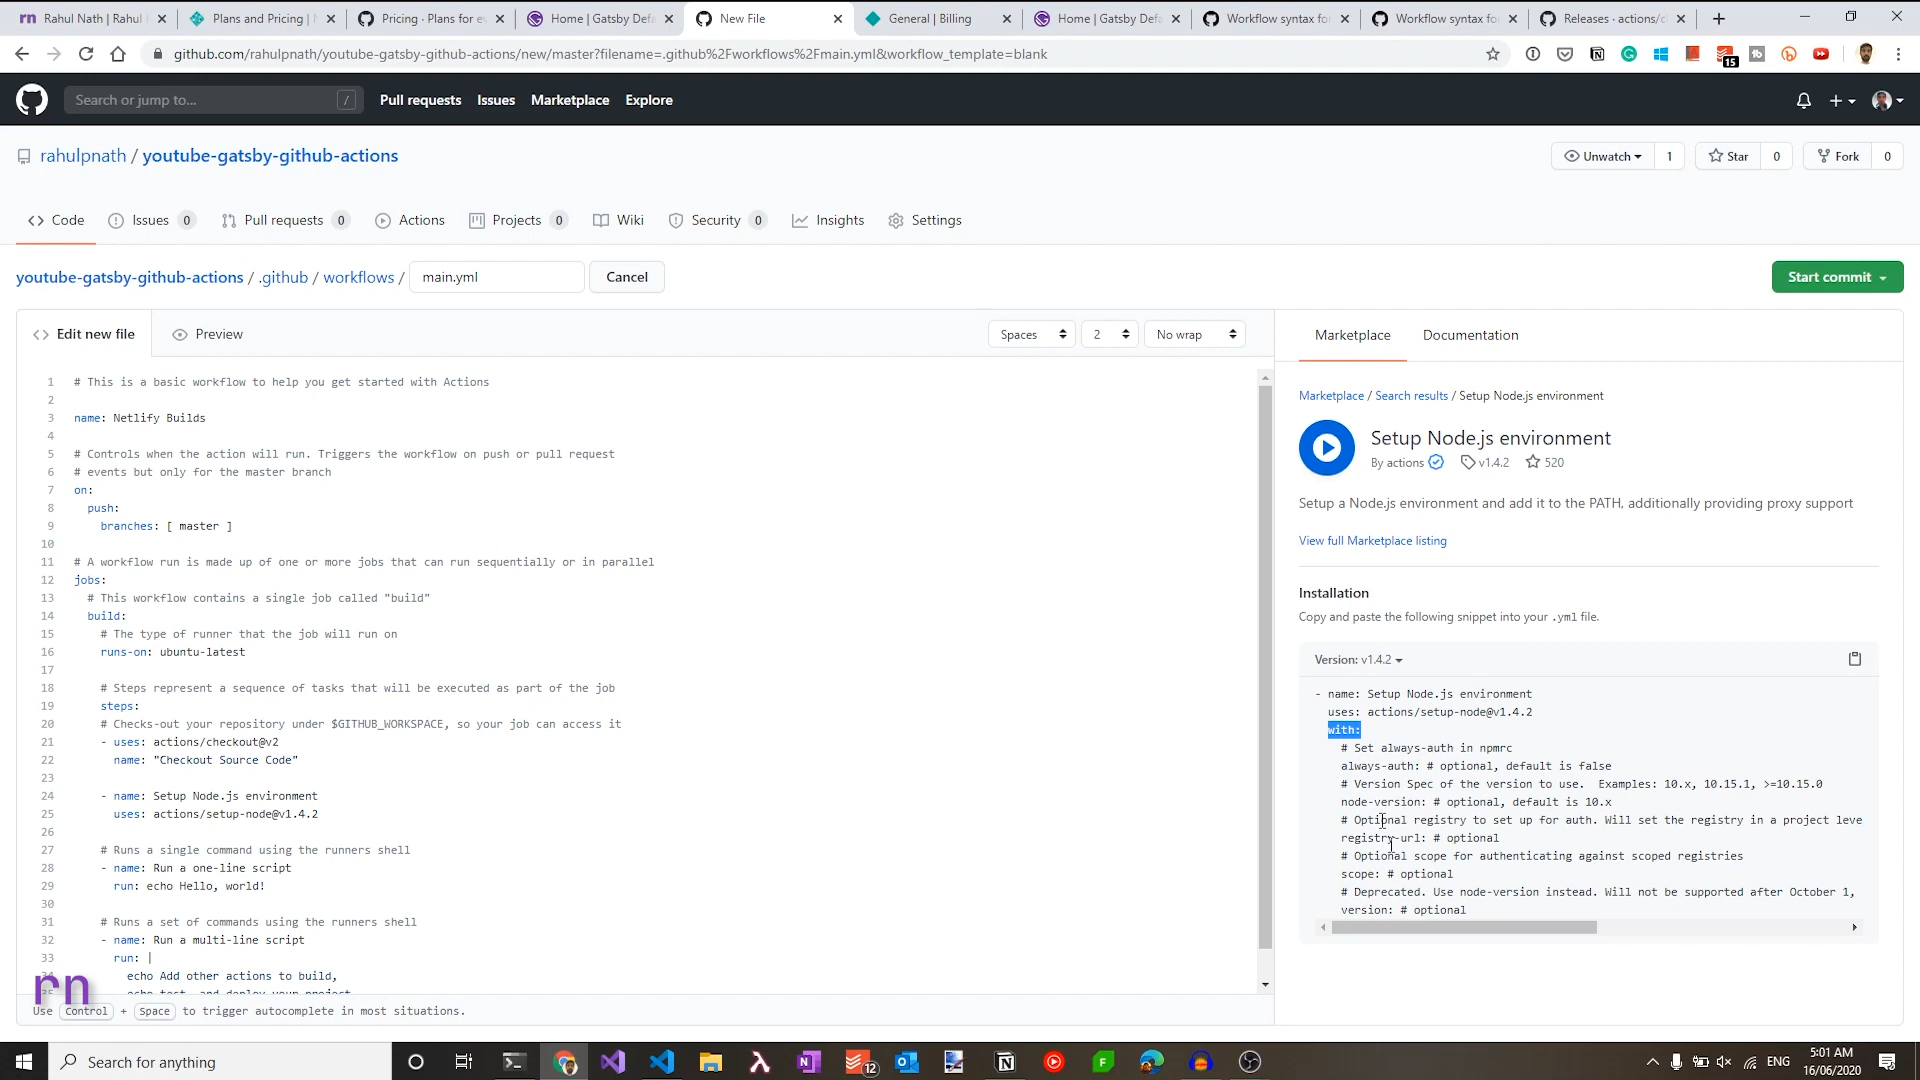 Rahul Nath | Rahul
Plans and Pricing |
Pricing · Plans for e
Home | Gatsby Defa
New File
General | Billing
Home | Gatsby Defa
Workflow syntax fo
Workflow syntax fo
Releases · actions/c
github.com/rahulpnath/youtube-gatsby-github-actions/new/master?filename=.github%2Fworkflows%2Fmain.yml&workflow_template=blank
15
Search or jump to...
/
Pull requests
Issues
Marketplace
Explore
rahulpnath / youtube-gatsby-github-actions
Unwatch 1
Star 0
Fork 0
Code
Issues 0
Pull requests 0
Actions
Projects 0
Wiki
Security 0
Insights
Settings
youtube-gatsby-github-actions / .github / workflows / main.yml
Cancel
Start commit
Edit new file
Preview
Spaces
2
No wrap
1 # This is a basic workflow to help you get started with Actions
2
3 name: Netlify Builds
4
5 # Controls when the action will run. Triggers the workflow on push or pull request
6 # events but only for the master branch
7 on:
8 push:
9 branches: [ master ]
10
11 # A workflow run is made up of one or more jobs that can run sequentially or in parallel
12 jobs:
13 # This workflow contains a single job called "build"
14 build:
15 # The type of runner that the job will run on
16 runs-on: ubuntu-latest
17
18 # Steps represent a sequence of tasks that will be executed as part of the job
19 steps:
20 # Checks-out your repository under $GITHUB_WORKSPACE, so your job can access it
21 - uses: actions/checkout@v2
22 name: "Checkout Source Code"
23
24 - name: Setup Node.js environment
25 uses: actions/setup-node@v1.4.2
26
27 # Runs a single command using the runners shell
28 - name: Run a one-line script
29 run: echo Hello, world!
30
31 # Runs a set of commands using the runners shell
32 - name: Run a multi-line script
33 run: |
34 echo Add other actions to build,
35 echo test, and deploy your project
rn
Use Control + Space to trigger autocomplete in most situations.
Marketplace
Documentation
Marketplace / Search results / Setup Node.js environment
Setup Node.js environment
By actions v1.4.2 520
Setup a Node.js environment and add it to the PATH, additionally providing proxy support
View full Marketplace listing
Installation
Copy and paste the following snippet into your .yml file.
Version: v1.4.2
- name: Setup Node.js environment
uses: actions/setup-node@v1.4.2
with:
# Set always-auth in npmrc
always-auth: # optional, default is false
# Version Spec of the version to use. Examples: 10.x, 10.15.1, >=10.15.0
node-version: # optional, default is 10.x
# Optional registry to set up for auth. Will set the registry in a project leve
registry-url: # optional
# Optional scope for authenticating against scoped registries
scope: # optional
# Deprecated. Use node-version instead. Will not be supported after October 1,
version: # optional
Search for anything
12
ENG
5:01 AM
16/06/2020